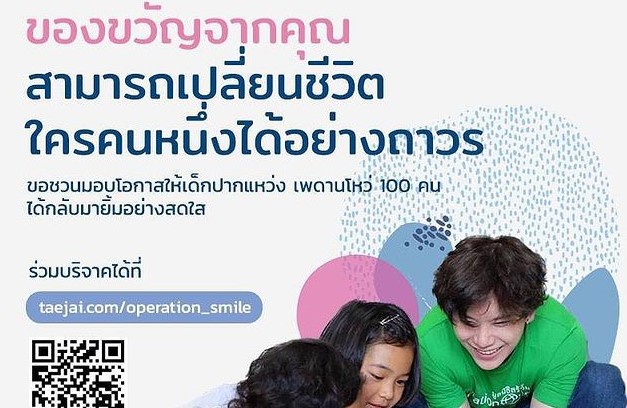 ของขวัญจากคุณ
สามารถเปลี่ยนชีวิต
ใครคนหนึ่งได้อย่างถาวร
ขอชวนมอบโอกาสให้เด็กปากแหว่ง เพดานโหว่ 100 คน
ได้กลับมายิ้มอย่างสดใส
ร่วมบริจาคได้ที่
taejai.com/operation_smile